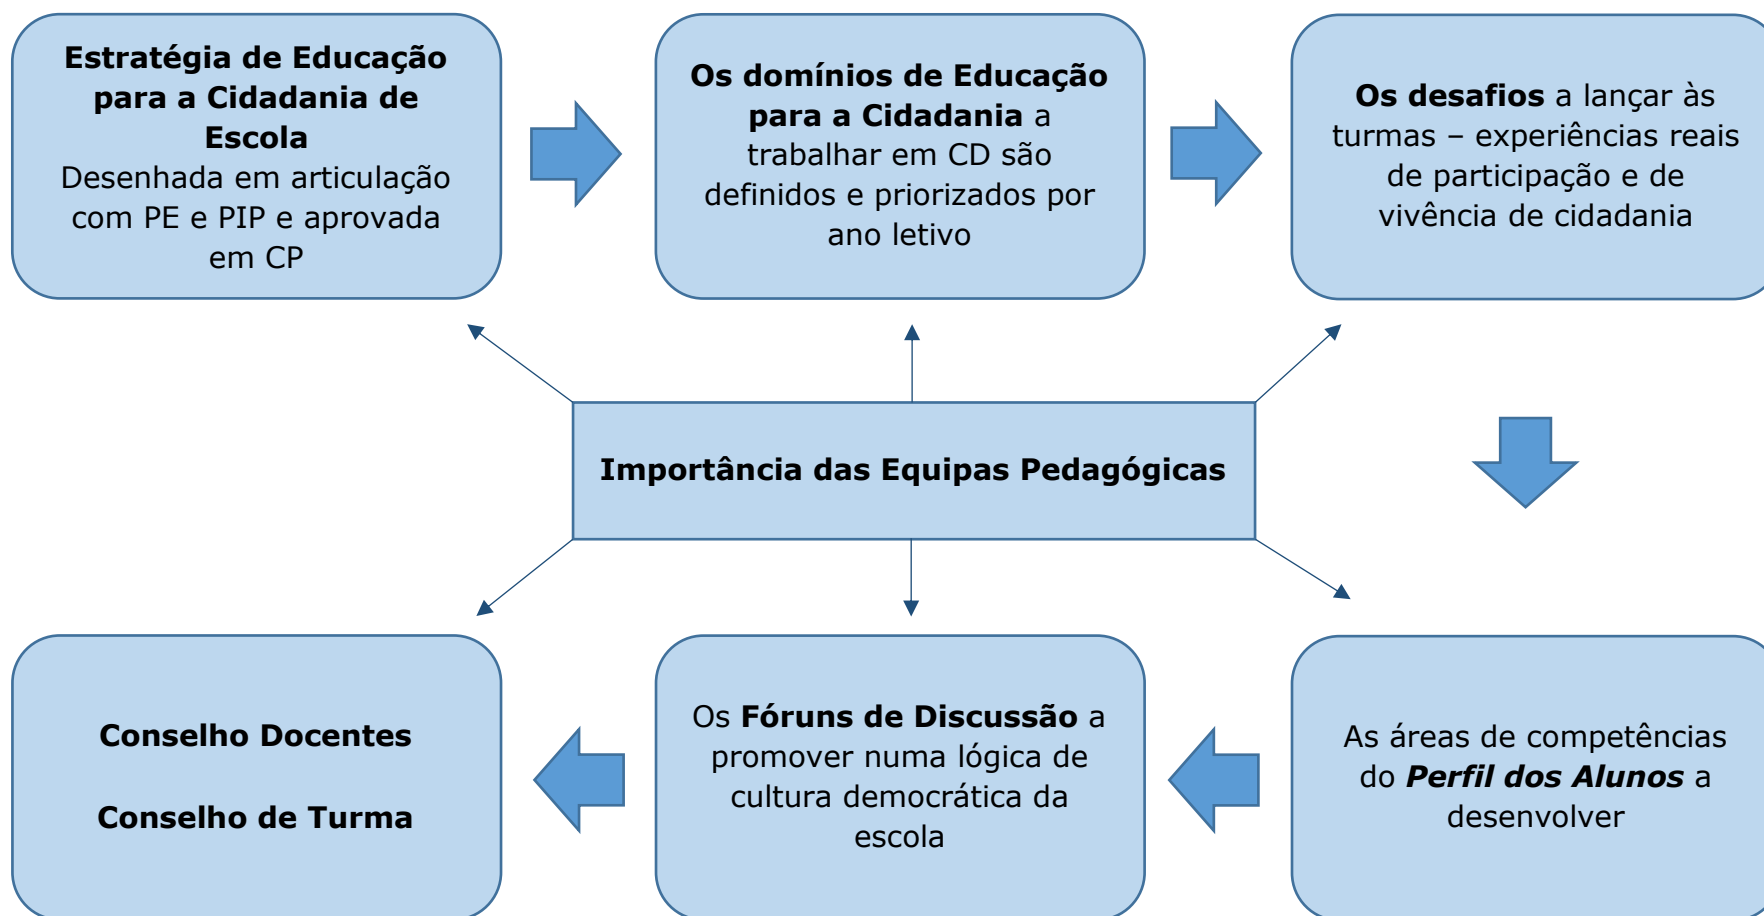 Estratégia de Educação
para a Cidadania de
Escola
Desenhada em articulação
com PE e PIP e aprovada
em CP
Os domínios de Educação
para a Cidadania a
trabalhar em CD são
definidos e priorizados por
ano letivo
Os desafios a lançar às
turmas – experiências reais
de participação e de
vivência de cidadania
Importância das Equipas Pedagógicas
Conselho Docentes
Conselho de Turma
Os Fóruns de Discussão a
promover numa lógica de
cultura democrática da
escola
As áreas de competências
do Perfil dos Alunos a
desenvolver